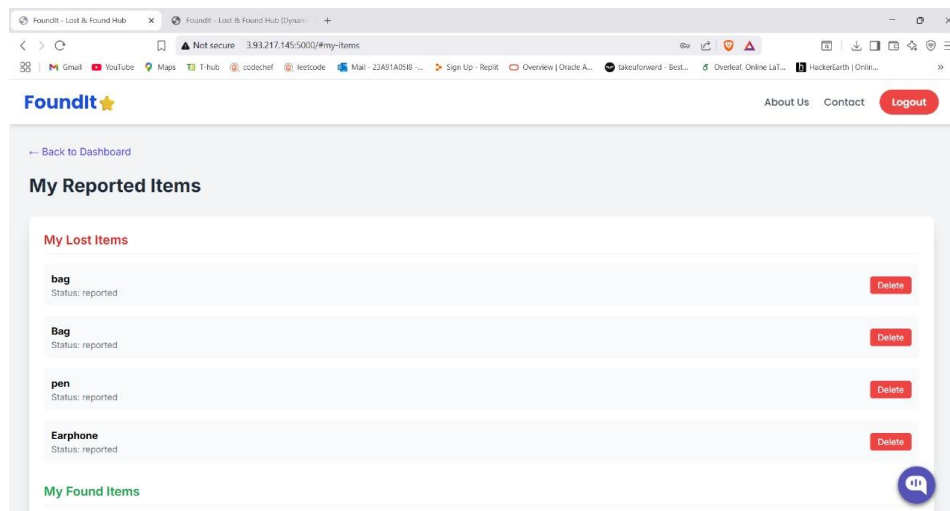 FoundIt - Lost & Found Hub FoundIt - Lost & Found Hub (Dynam
Not secure 3.93.217.145:5000/#my-items
Gmail YouTube Maps T-hub codechef leetcode Mail - 23A91A05I8 -... Sign Up - Replit Overview | Oracle A... takeuforward - Best... Overleaf, Online LaT... HackerEarth | Onlin... »
FoundIt
About Us Contact Logout
← Back to Dashboard
My Reported Items
My Lost Items
bag
Status: reported
Delete
Bag
Status: reported
Delete
pen
Status: reported
Delete
Earphone
Status: reported
Delete
My Found Items